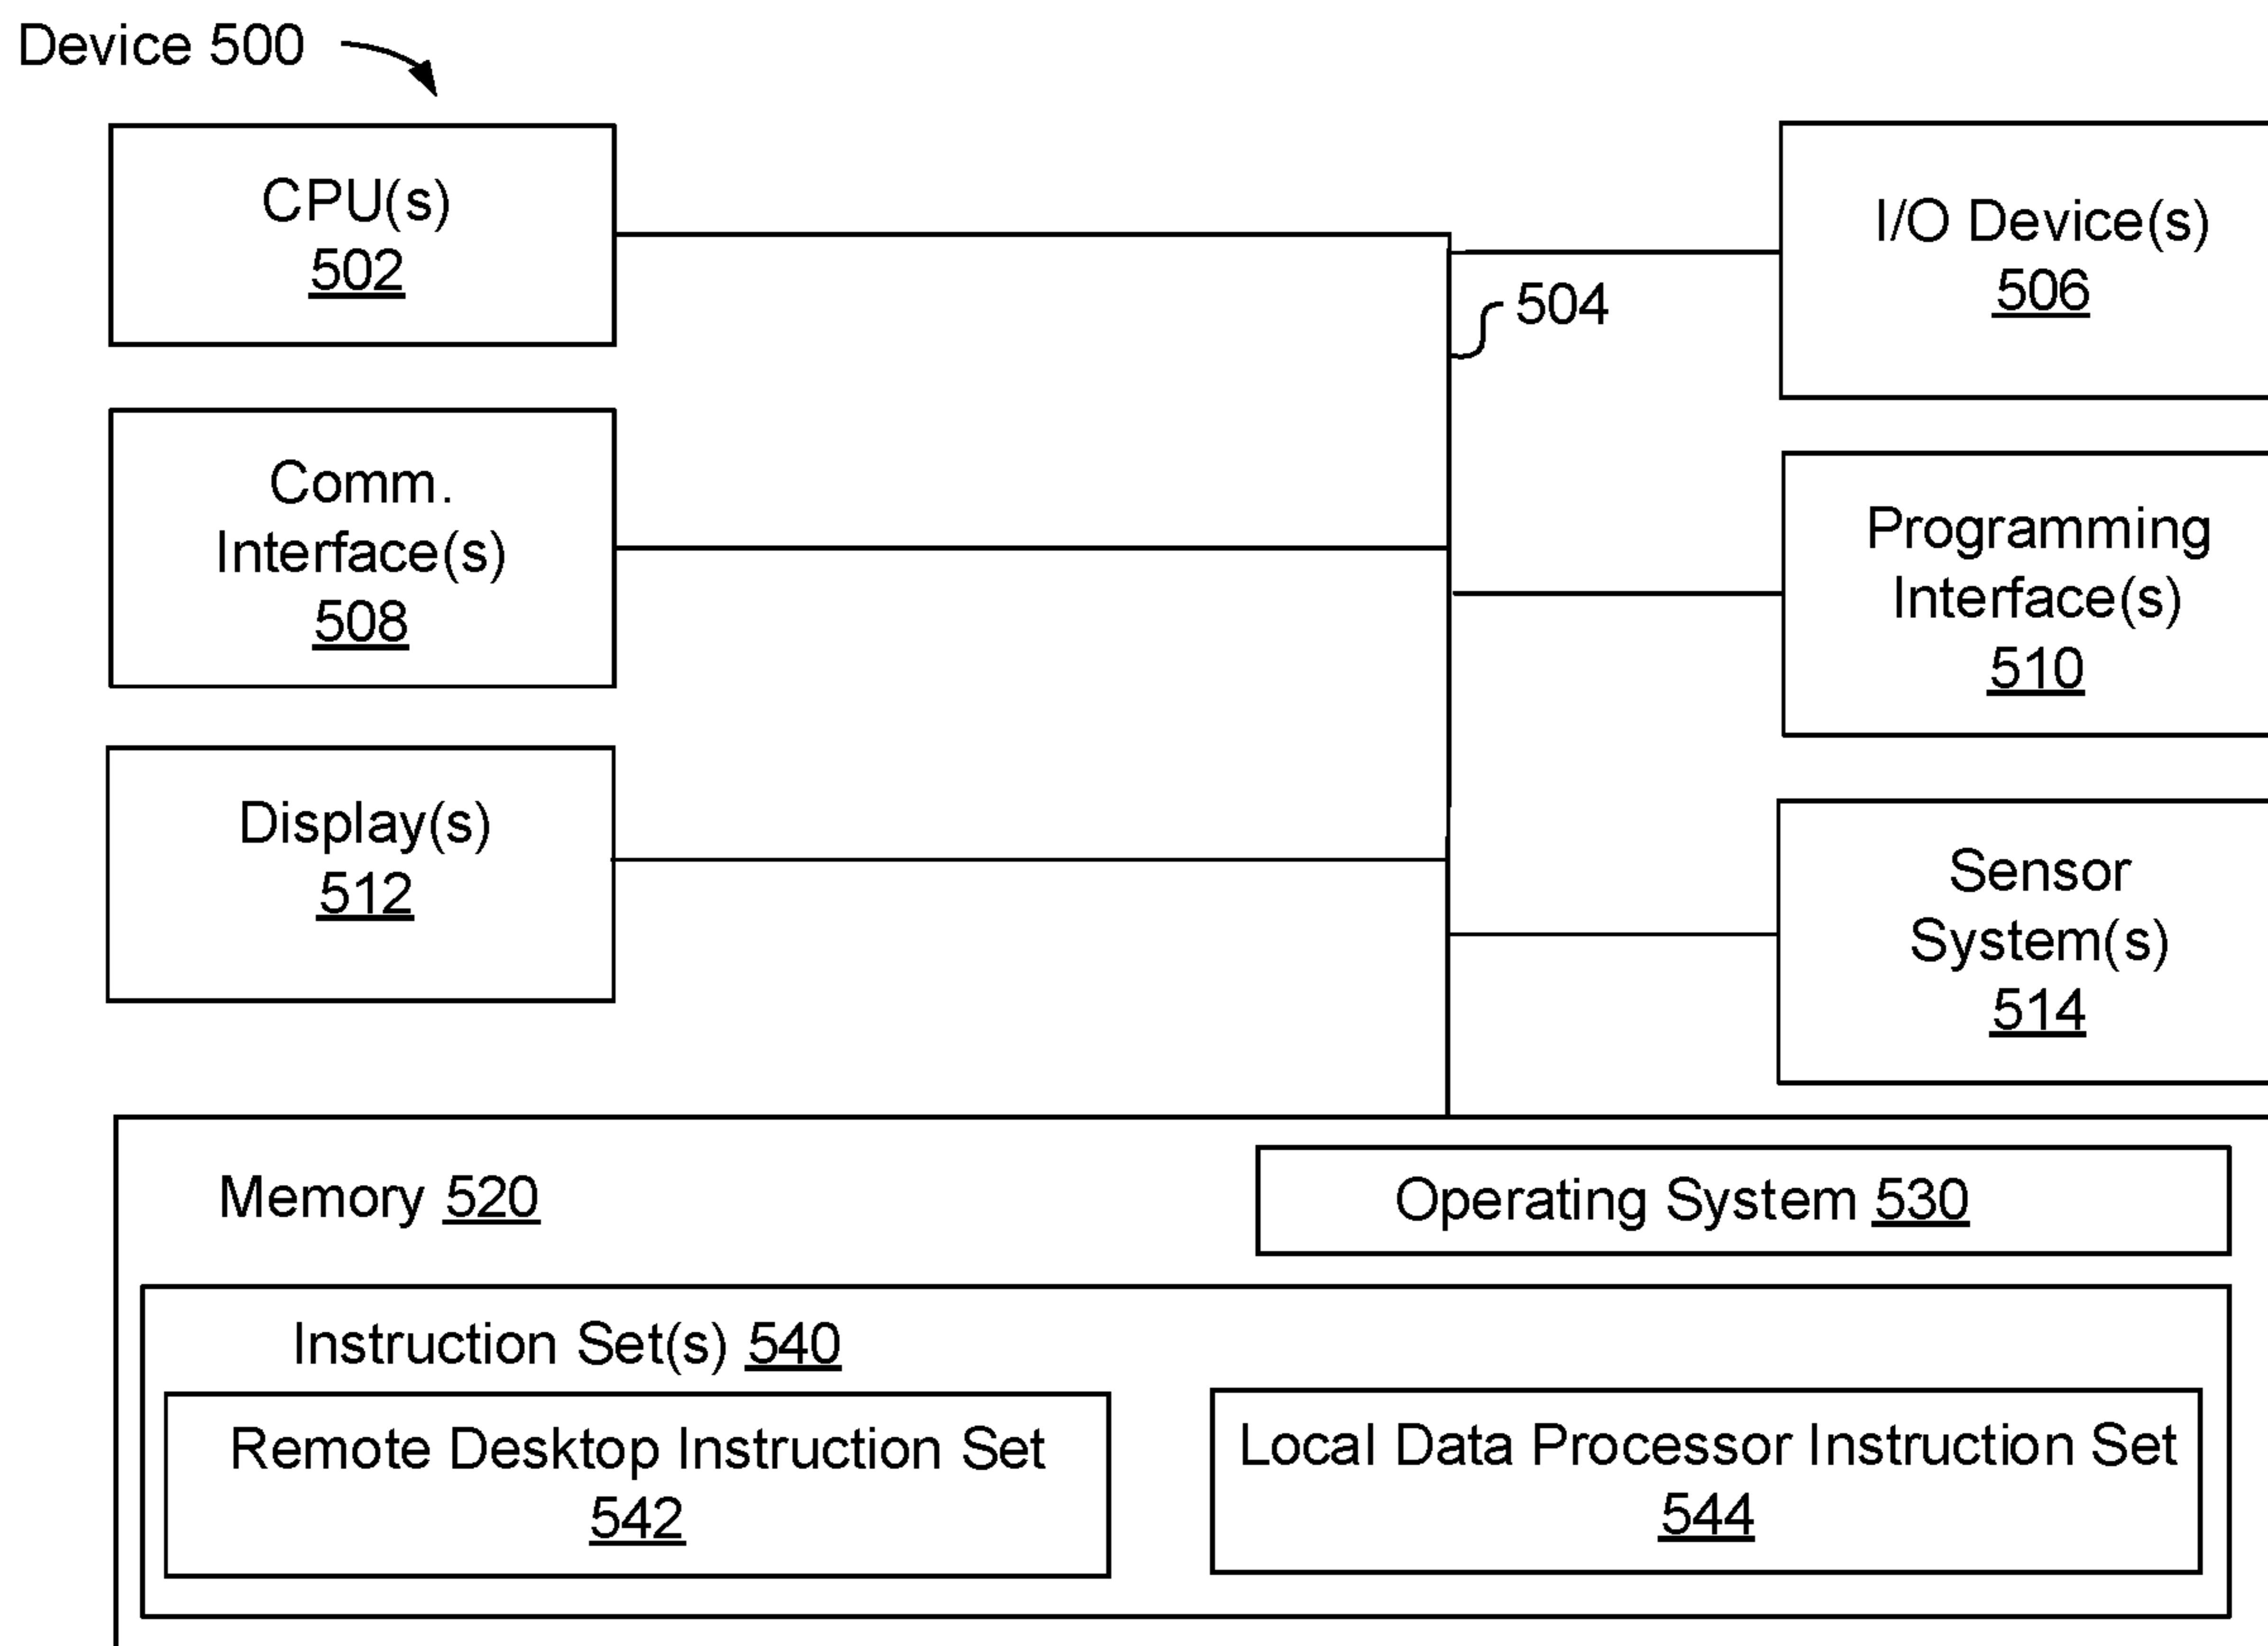 Device 500
CPU(s)
502
I/O Device(s)
506
504
Comm.
Interface(s)
508
Programming
Interface(s)
510
Display(s)
512
Sensor
System(s)
514
Memory 520
Operating System 530
Instruction Set(s) 540
Remote Desktop Instruction Set
542
Local Data Processor Instruction Set
544